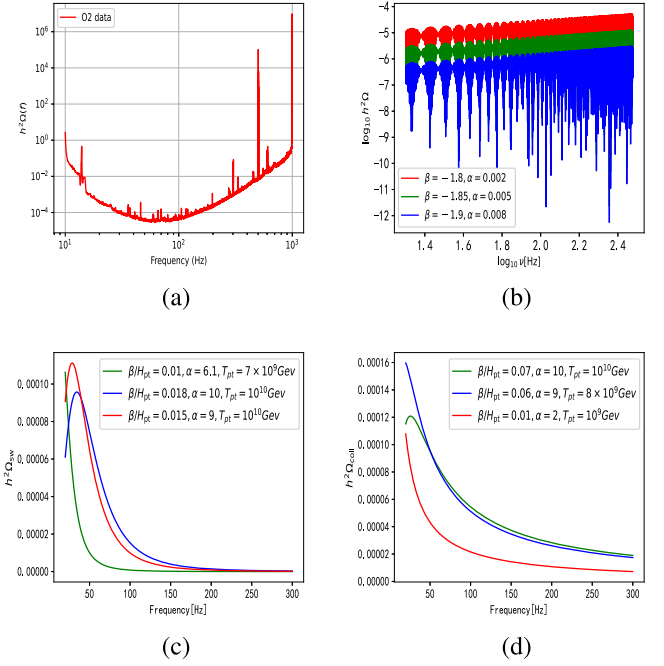 O2 data
10⁶
10⁴
10²
10⁰
10⁻²
10⁻⁴
h²Ω(f)
10¹
10²
10³
Frequency (Hz)
(a)
−4
−5
−6
−7
−8
−9
−10
−11
−12
log₁₀ h²Ω
β = −1.8, α = 0.002
β = −1.85, α = 0.005
β = −1.9, α = 0.008
1.4 1.6 1.8 2.0 2.2 2.4
log₁₀ ν[Hz]
(b)
β/H_pt = 0.01, α = 6.1, T_pt = 7 × 10⁹Gev
β/H_pt = 0.018, α = 10, T_pt = 10¹⁰Gev
β/H_pt = 0.015, α = 9, T_pt = 10¹⁰Gev
0.00010
0.00008
0.00006
0.00004
0.00002
0.00000
h²Ω_sw
50 100 150 200 250 300
Frequency[Hz]
(c)
β/H_pt = 0.07, α = 10, T_pt = 10¹⁰Gev
β/H_pt = 0.06, α = 9, T_pt = 8 × 10⁹Gev
β/H_pt = 0.01, α = 2, T_pt = 10⁹Gev
0.00016
0.00014
0.00012
0.00010
0.00008
0.00006
0.00004
0.00002
0.00000
h²Ω_coll
50 100 150 200 250 300
Frequency[Hz]
(d)